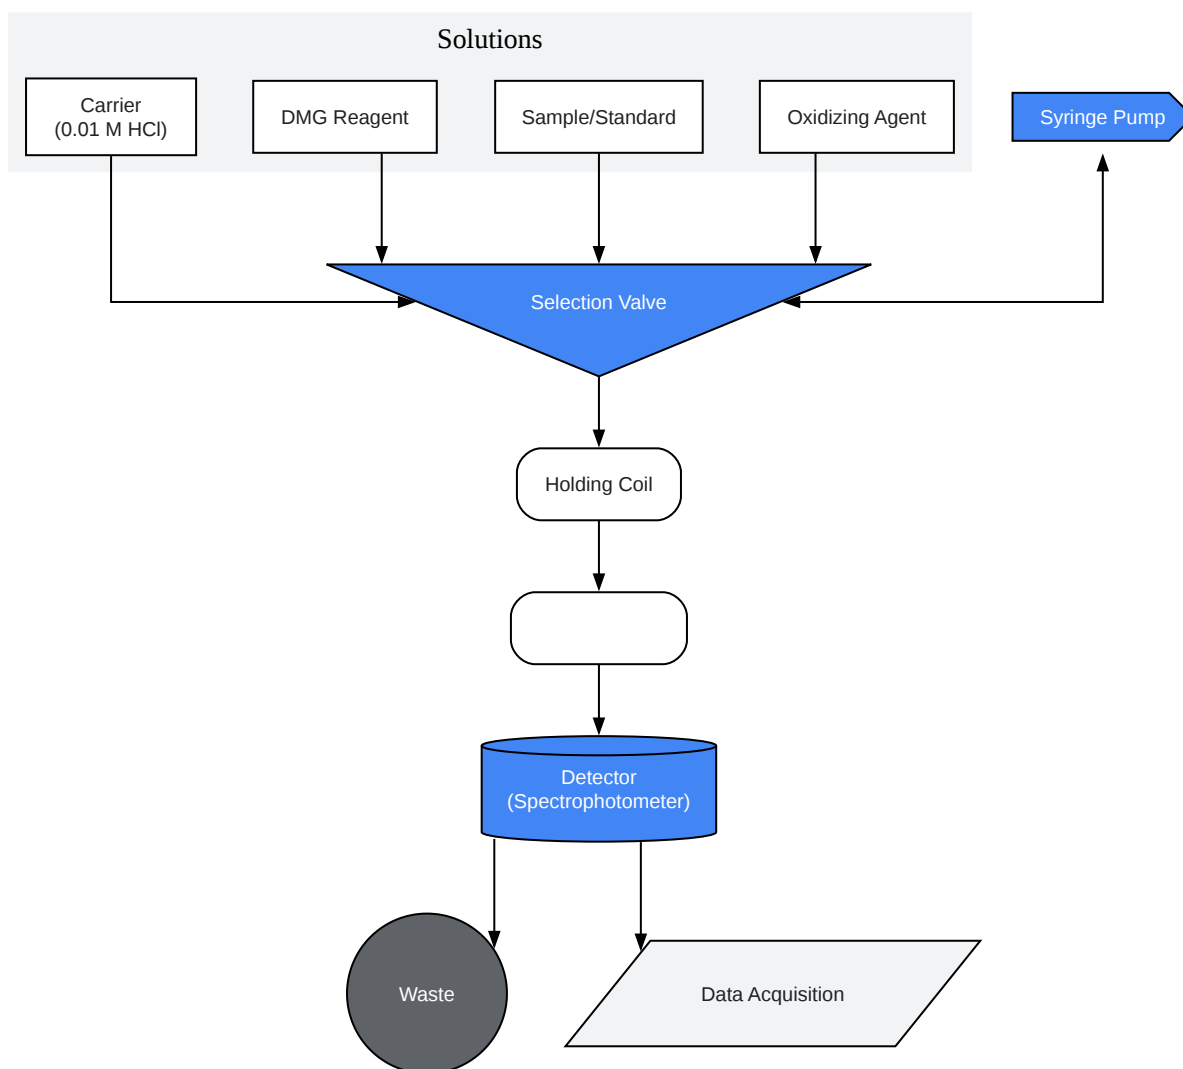 Solutions
Carrier
(0.01 M HCl)
DMG Reagent
Sample/Standard
Oxidizing Agent
Syringe Pump
Selection Valve
Holding Coil
Detector
(Spectrophotometer)
Waste
Data Acquisition